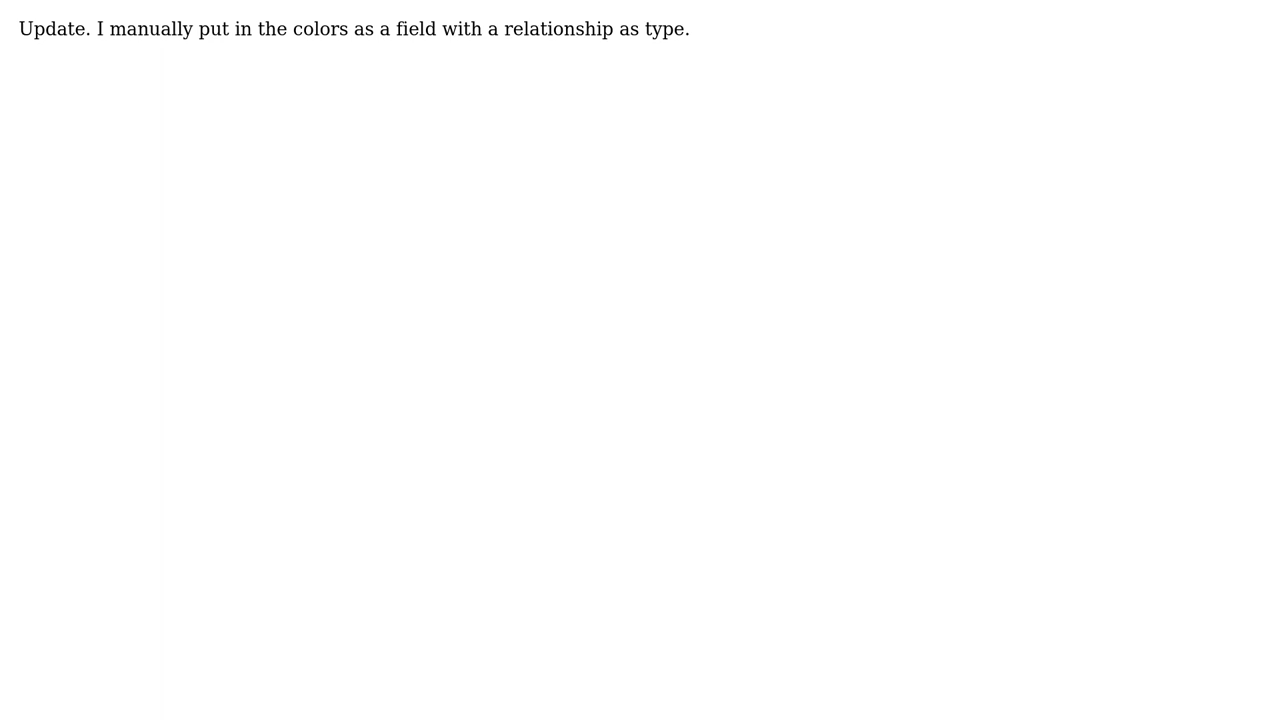 Update. I manually put in the colors as a field with a relationship as type.